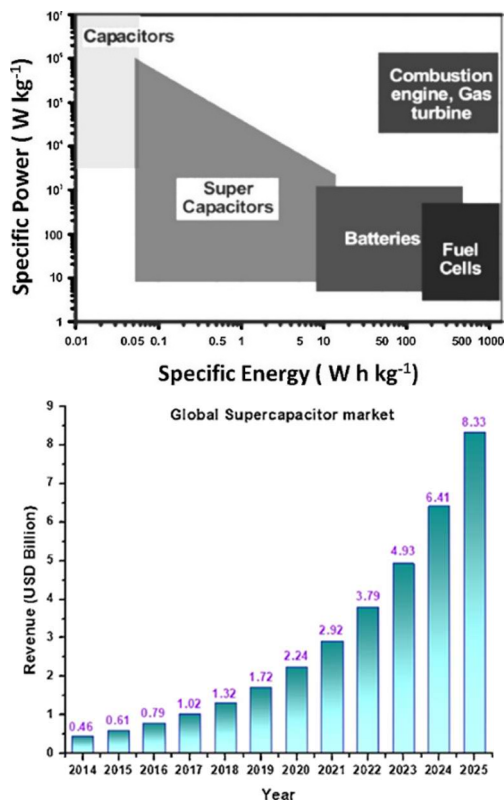 Specific Power ( W kg⁻¹)
10⁷
10⁶
10⁵
10⁴
10³
100
10
1
Capacitors
Combustion
engine, Gas
turbine
Super
Capacitors
Batteries
Fuel
Cells
0.01
0.05
0.1
0.5
1
5
10
50
100
500
1000
Specific Energy ( W h kg⁻¹)
Global Supercapacitor market
Revenue (USD Billion)
9
8
7
6
5
4
3
2
1
0
0.46
0.61
0.79
1.02
1.32
1.72
2.24
2.92
3.79
4.93
6.41
8.33
2014 2015 2016 2017 2018 2019 2020 2021 2022 2023 2024 2025
Year